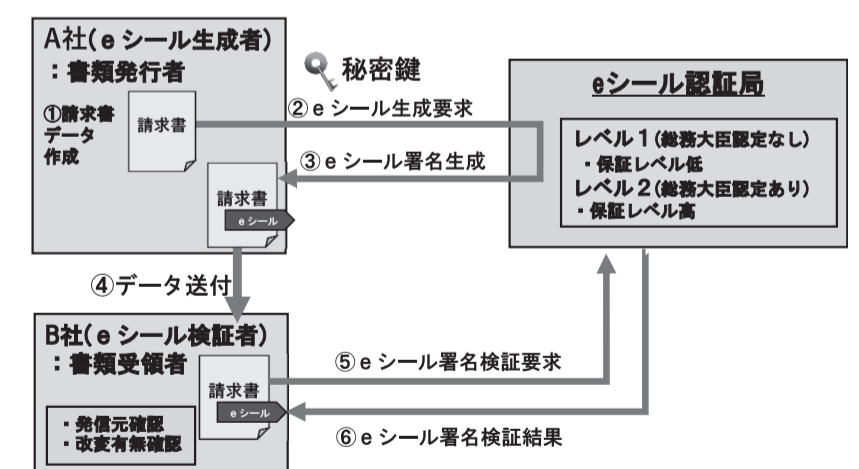 A社(eシール生成者)
：書類発行者
①請求書
データ
作成
請求書
秘密鍵
②eシール生成要求
③eシール署名生成
請求書
eシール
eシール認証局
レベル1(総務大臣認定なし)
・保証レベル低
レベル2(総務大臣認定あり)
・保証レベル高
④データ送付
B社(eシール検証者)
：書類受領者
請求書
eシール
・発信元確認
・改変有無確認
⑤eシール署名検証要求
⑥eシール署名検証結果